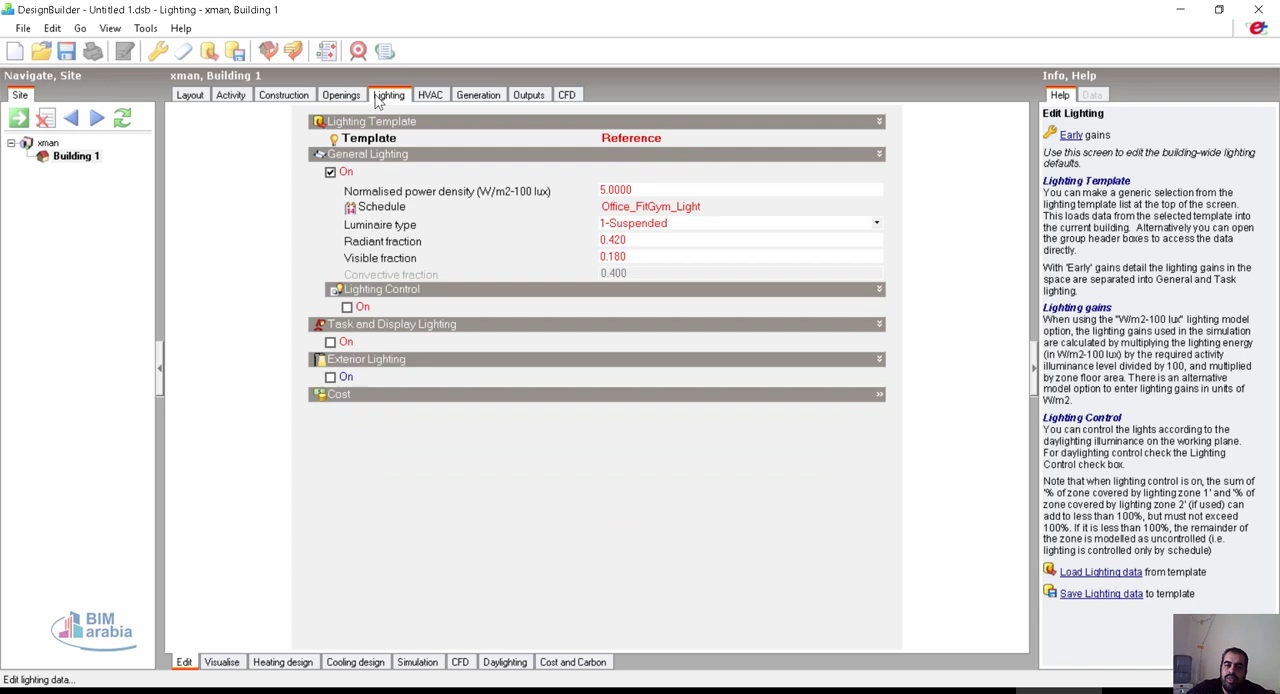 DesignBuilder - Untitled 1.dsb - Lighting - xman, Building 1
File Edit Go View Tools Help
Navigate, Site
Site
xman
Building 1
BIM
arabia
xman, Building 1
Layout Activity Construction Openings Lighting HVAC Generation Outputs CFD
Lighting Template
Template Reference
General Lighting
On
Normalised power density (W/m2-100 lux) 5.0000
Schedule Office_FitGym_Light
Luminaire type 1-Suspended
Radiant fraction 0.420
Visible fraction 0.180
Convective fraction 0.400
Lighting Control
On
Task and Display Lighting
On
Exterior Lighting
On
Cost
Edit Visualise Heating design Cooling design Simulation CFD Daylighting Cost and Carbon
Info, Help
Help Data
Edit Lighting
Early gains
Use this screen to edit the building-wide lighting
defaults.
Lighting Template
You can make a generic selection from the
lighting template list at the top of the screen.
This loads data from the selected template into
the current building. Alternatively you can open
the group header boxes to access the data
directly.
With 'Early' gains detail the lighting gains in the
space are separated into General and Task
lighting.
Lighting gains
When using the "W/m2-100 lux" lighting model
option, the lighting gains used in the simulation
are calculated by multiplying the lighting energy
(in W/m2-100 lux) by the required activity
illuminance level divided by 100, and multiplied
by zone floor area. There is an alternative
model option to enter lighting gains in units of
W/m2.
Lighting Control
You can control the lights according to the
daylighting illuminance on the working plane.
For daylighting control check the Lighting
Control check box.
Note that when lighting control is on, the sum of
'% of zone covered by lighting zone 1' and '% of
zone covered by lighting zone 2' (if used) can
add to less than 100%, but must not exceed
100%. If it is less than 100%, the remainder of
the zone is modelled as uncontrolled (i.e.
lighting is controlled only by schedule)
Load Lighting data from template
Save Lighting data to template
Edit lighting data...